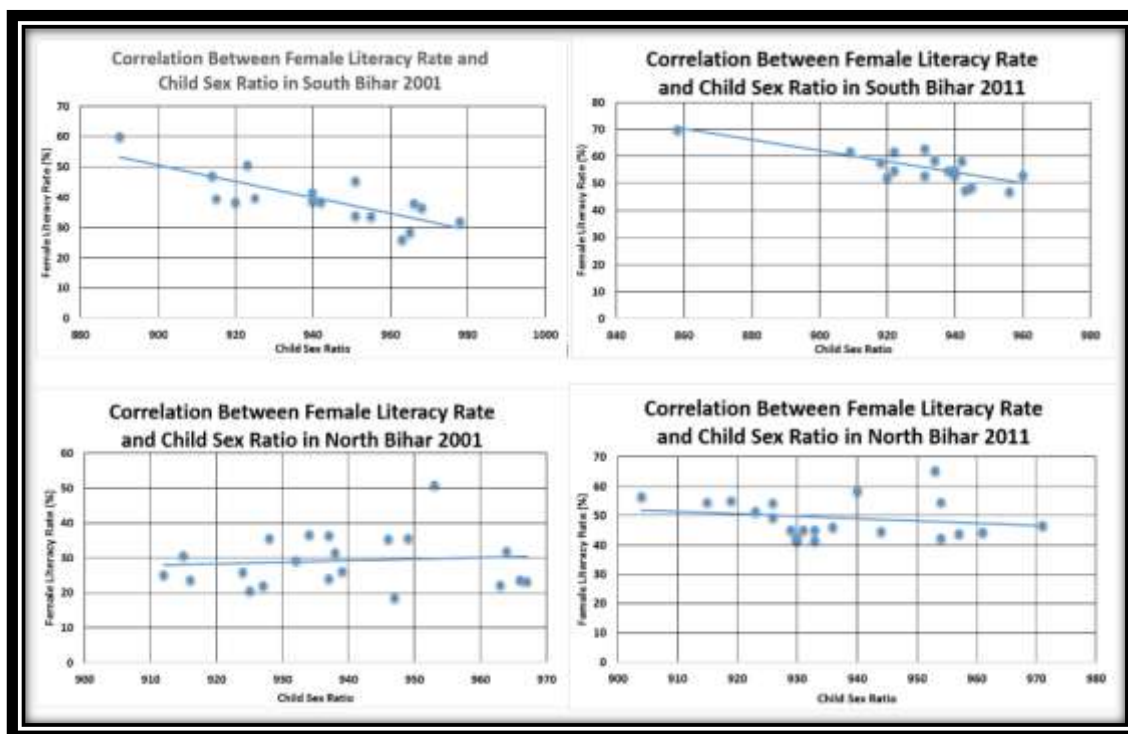 Correlation Between Female Literacy Rate and
Child Sex Ratio in South Bihar 2001
70
60
50
40
30
20
10
0
Female Literacy Rate (%)
880 900 920 940 960 980 1000
Child Sex Ratio
Correlation Between Female Literacy Rate
and Child Sex Ratio in South Bihar 2011
80
70
60
50
40
30
20
10
0
Female Literacy Rate (%)
840 860 880 900 920 940 960 980
Child Sex Ratio
Correlation Between Female Literacy Rate
and Child Sex Ratio in North Bihar 2001
60
50
40
30
20
10
0
Female Literacy Rate (%)
900 910 920 930 940 950 960 970
Child Sex Ratio
Correlation Between Female Literacy Rate
and Child Sex Ratio in North Bihar 2011
70
60
50
40
30
20
10
0
Female Literacy Rate (%)
900 910 920 930 940 950 960 970 980
Child Sex Ratio